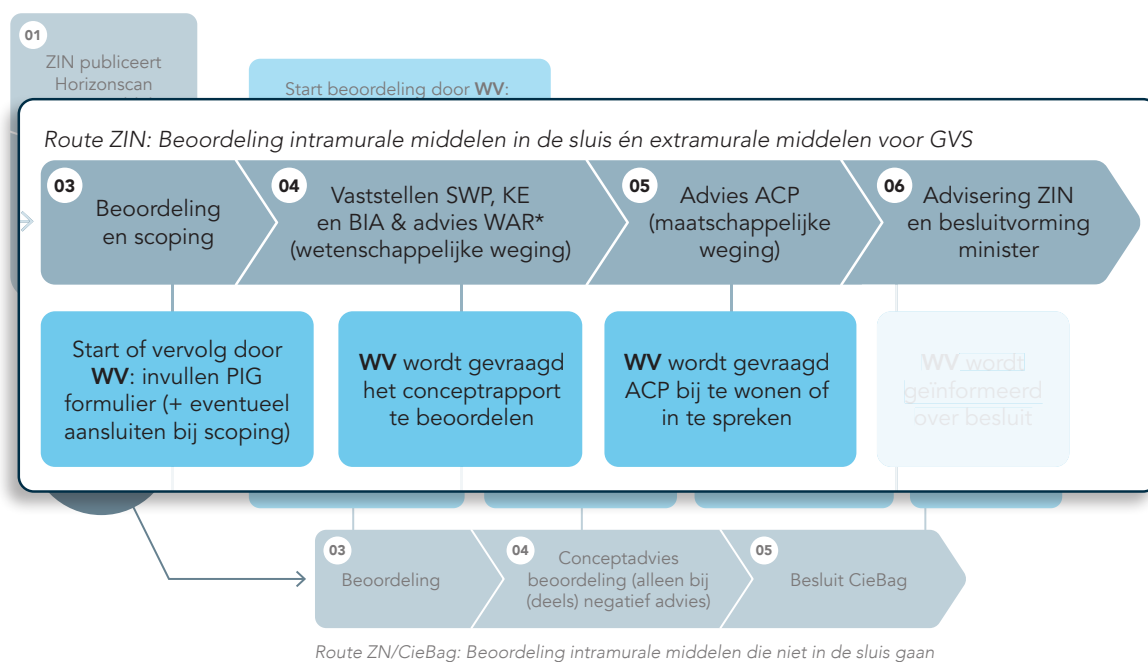 01
ZIN publiceert
Horizonscan
Start beoordeling door WV:
Route ZIN: Beoordeling intramurale middelen in de sluis én extramurale middelen voor GVS
03
Beoordeling
en scoping
04
Vaststellen SWP, KE
en BIA & advies WAR*
(wetenschappelijke weging)
05
Advies ACP
(maatschappelijke
weging)
06
Advisering ZIN
en besluitvorming
minister
Start of vervolg door
WV: invullen PIG
formulier (+ eventueel
aansluiten bij scoping)
WV wordt gevraagd
het conceptrapport
te beoordelen
WV wordt gevraagd
ACP bij te wonen of
in te spreken
WV wordt
geïnformeerd
over besluit
03
Beoordeling
04
Conceptadvies
beoordeling (alleen bij
(deels) negatief advies)
05
Besluit CieBag
Route ZN/CieBag: Beoordeling intramurale middelen die niet in de sluis gaan